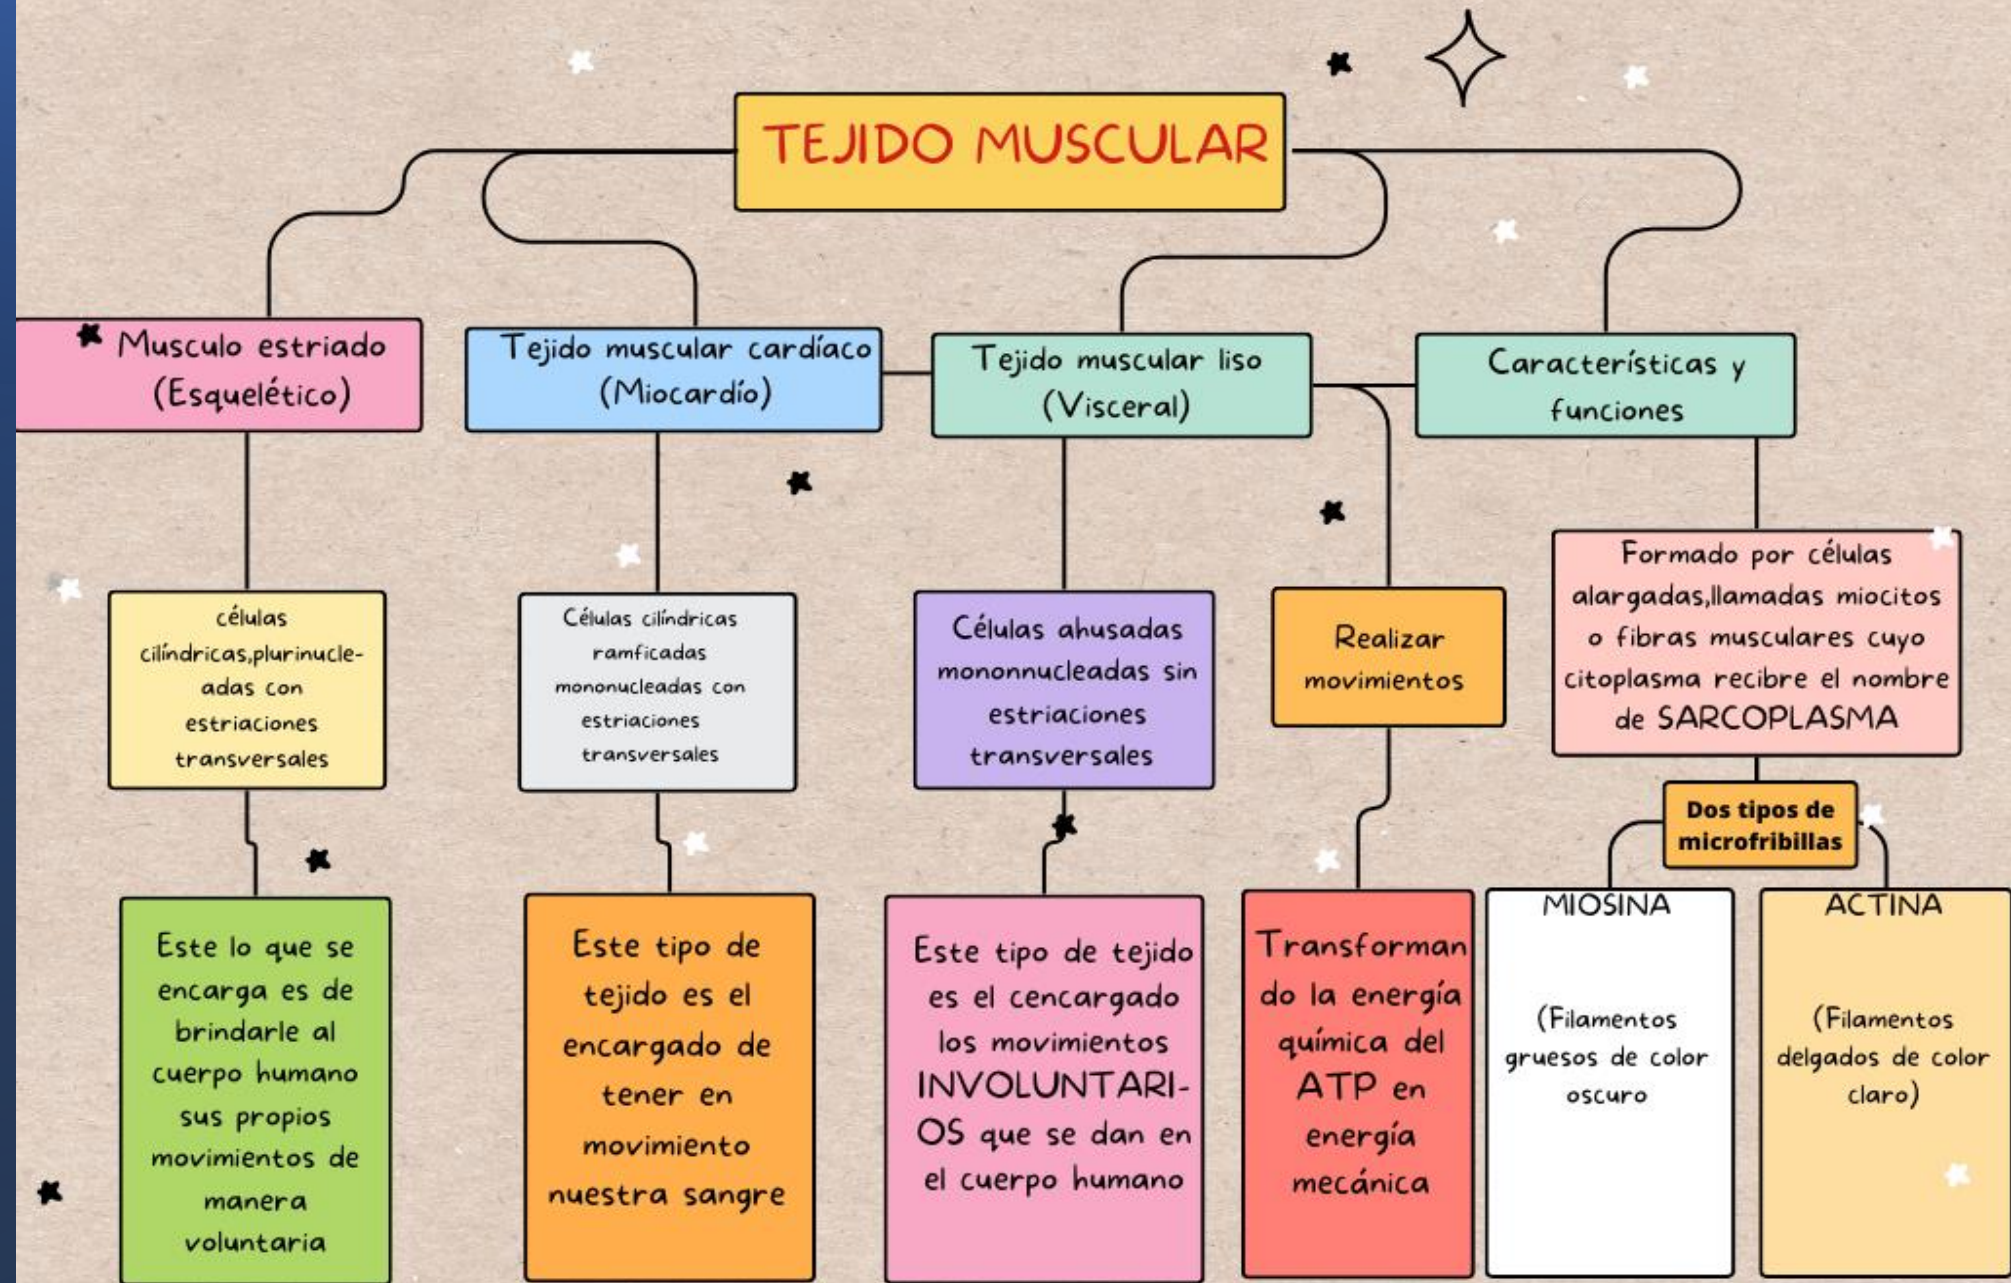 TEJIDO MUSCULAR
Musculo estriado
(Esquelético)
Tejido muscular cardíaco
(Miocardío)
Tejido muscular liso
(Visceral)
Características y
funciones
células
cilíndricas,plurinucle-
adas con
estriaciones
transversales
Células cilíndricas
ramficadas
mononucleadas con
estriaciones
transversales
Células ahusadas
mononnucleadas sin
estriaciones
transversales
Realizar
movimientos
Formado por células
alargadas,llamadas miocitos
o fibras musculares cuyo
citoplasma recibre el nombre
de SARCOPLASMA
Dos tipos de
microfribillas
Este lo que se
encarga es de
brindarle al
cuerpo humano
sus propios
movimientos de
manera
voluntaria
Este tipo de
tejido es el
encargado de
tener en
movimiento
nuestra sangre
Este tipo de tejido
es el cencargado
los movimientos
INVOLUNTARI-
OS que se dan en
el cuerpo humano
Transforman
do la energía
química del
ATP en
energía
mecánica
MIOSINA
(Filamentos
gruesos de color
oscuro
ACTINA
(Filamentos
delgados de color
claro)